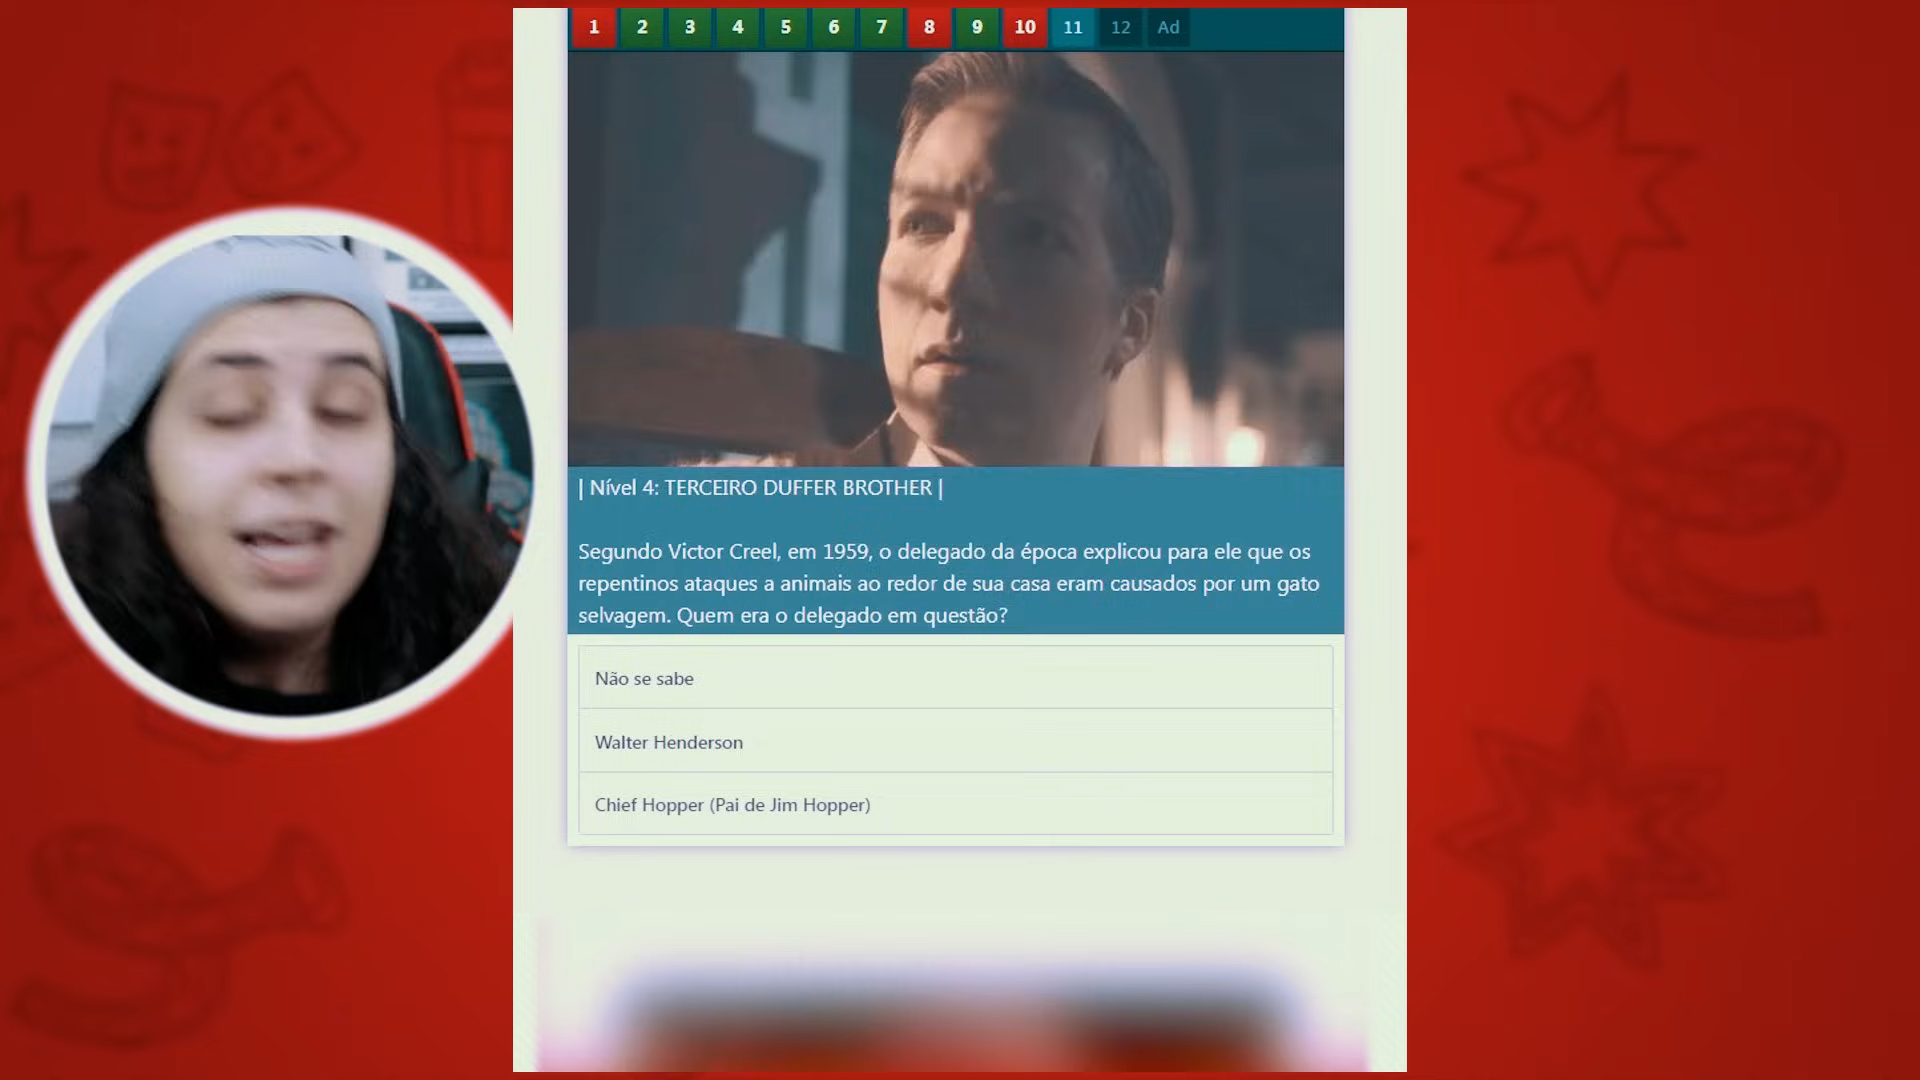 1 2 3 4 5 6 7 8 9 10 11 12 Ad
| Nível 4: TERCEIRO DUFFER BROTHER |
Segundo Victor Creel, em 1959, o delegado da época explicou para ele que os
repentinos ataques a animais ao redor de sua casa eram causados por um gato
selvagem. Quem era o delegado em questão?
Não se sabe
Walter Henderson
Chief Hopper (Pai de Jim Hopper)